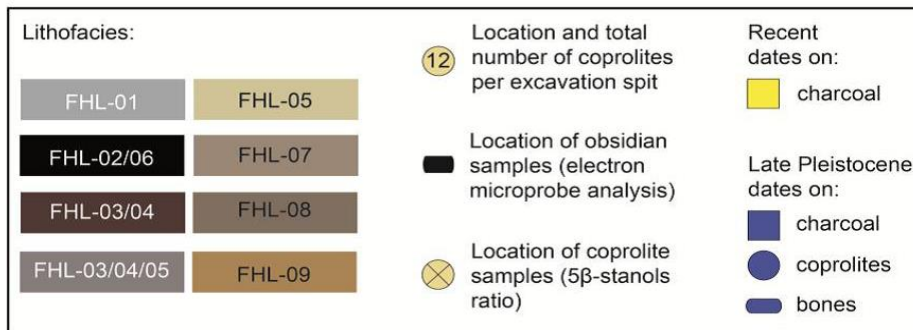 Lithofacies:
FHL-01
FHL-05
FHL-02/06
FHL-07
FHL-03/04
FHL-08
FHL-03/04/05
FHL-09
12
Location and total
number of coprolites
per excavation spit
Location of obsidian
samples (electron
microprobe analysis)
Location of coprolite
samples (5β-stanols
ratio)
Recent
dates on:
charcoal
Late Pleistocene
dates on:
charcoal
coprolites
bones